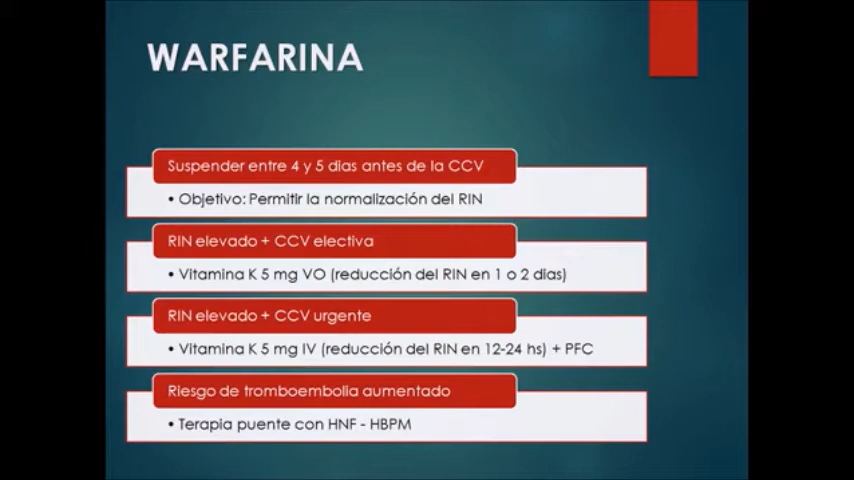 WARFARINA
Suspender entre 4 y 5 dias antes de la CCV
• Objetivo: Permitir la normalización del RIN
RIN elevado + CCV electiva
• Vitamina K 5 mg VO (reducción del RIN en 1 o 2 dias)
RIN elevado + CCV urgente
• Vitamina K 5 mg IV (reducción del RIN en 12-24 hs) + PFC
Riesgo de tromboembolia aumentado
• Terapia puente con HNF - HBPM